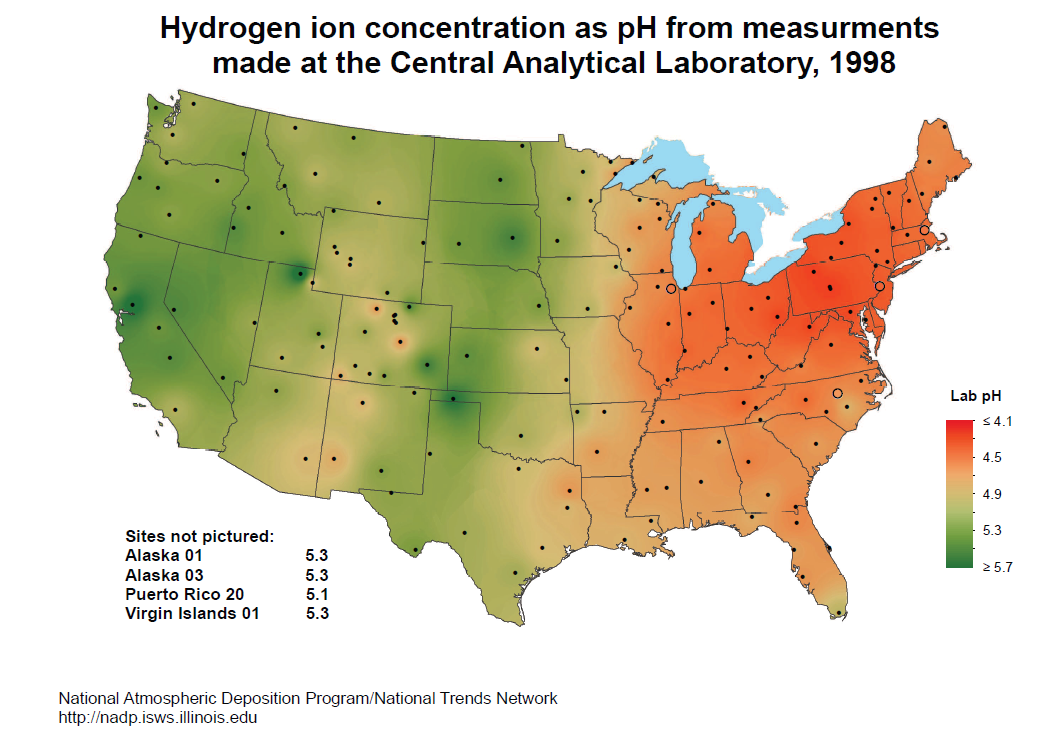 Hydrogen ion concentration as pH from measurments
made at the Central Analytical Laboratory, 1998
Lab pH
≤ 4.1
4.5
4.9
5.3
≥ 5.7
Sites not pictured:
Alaska 01 5.3
Alaska 03 5.3
Puerto Rico 20 5.1
Virgin Islands 01 5.3
National Atmospheric Deposition Program/National Trends Network
http://nadp.isws.illinois.edu